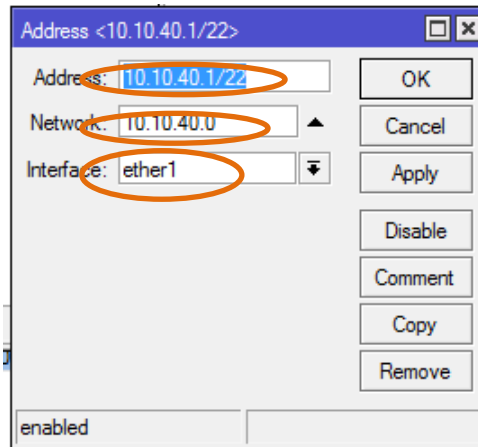 Address <10.10.40.1/22>
Address: 10.10.40.1/22
OK
Network: 10.10.40.0
Cancel
Interface: ether1
Apply
Disable
Comment
Copy
Remove
enabled